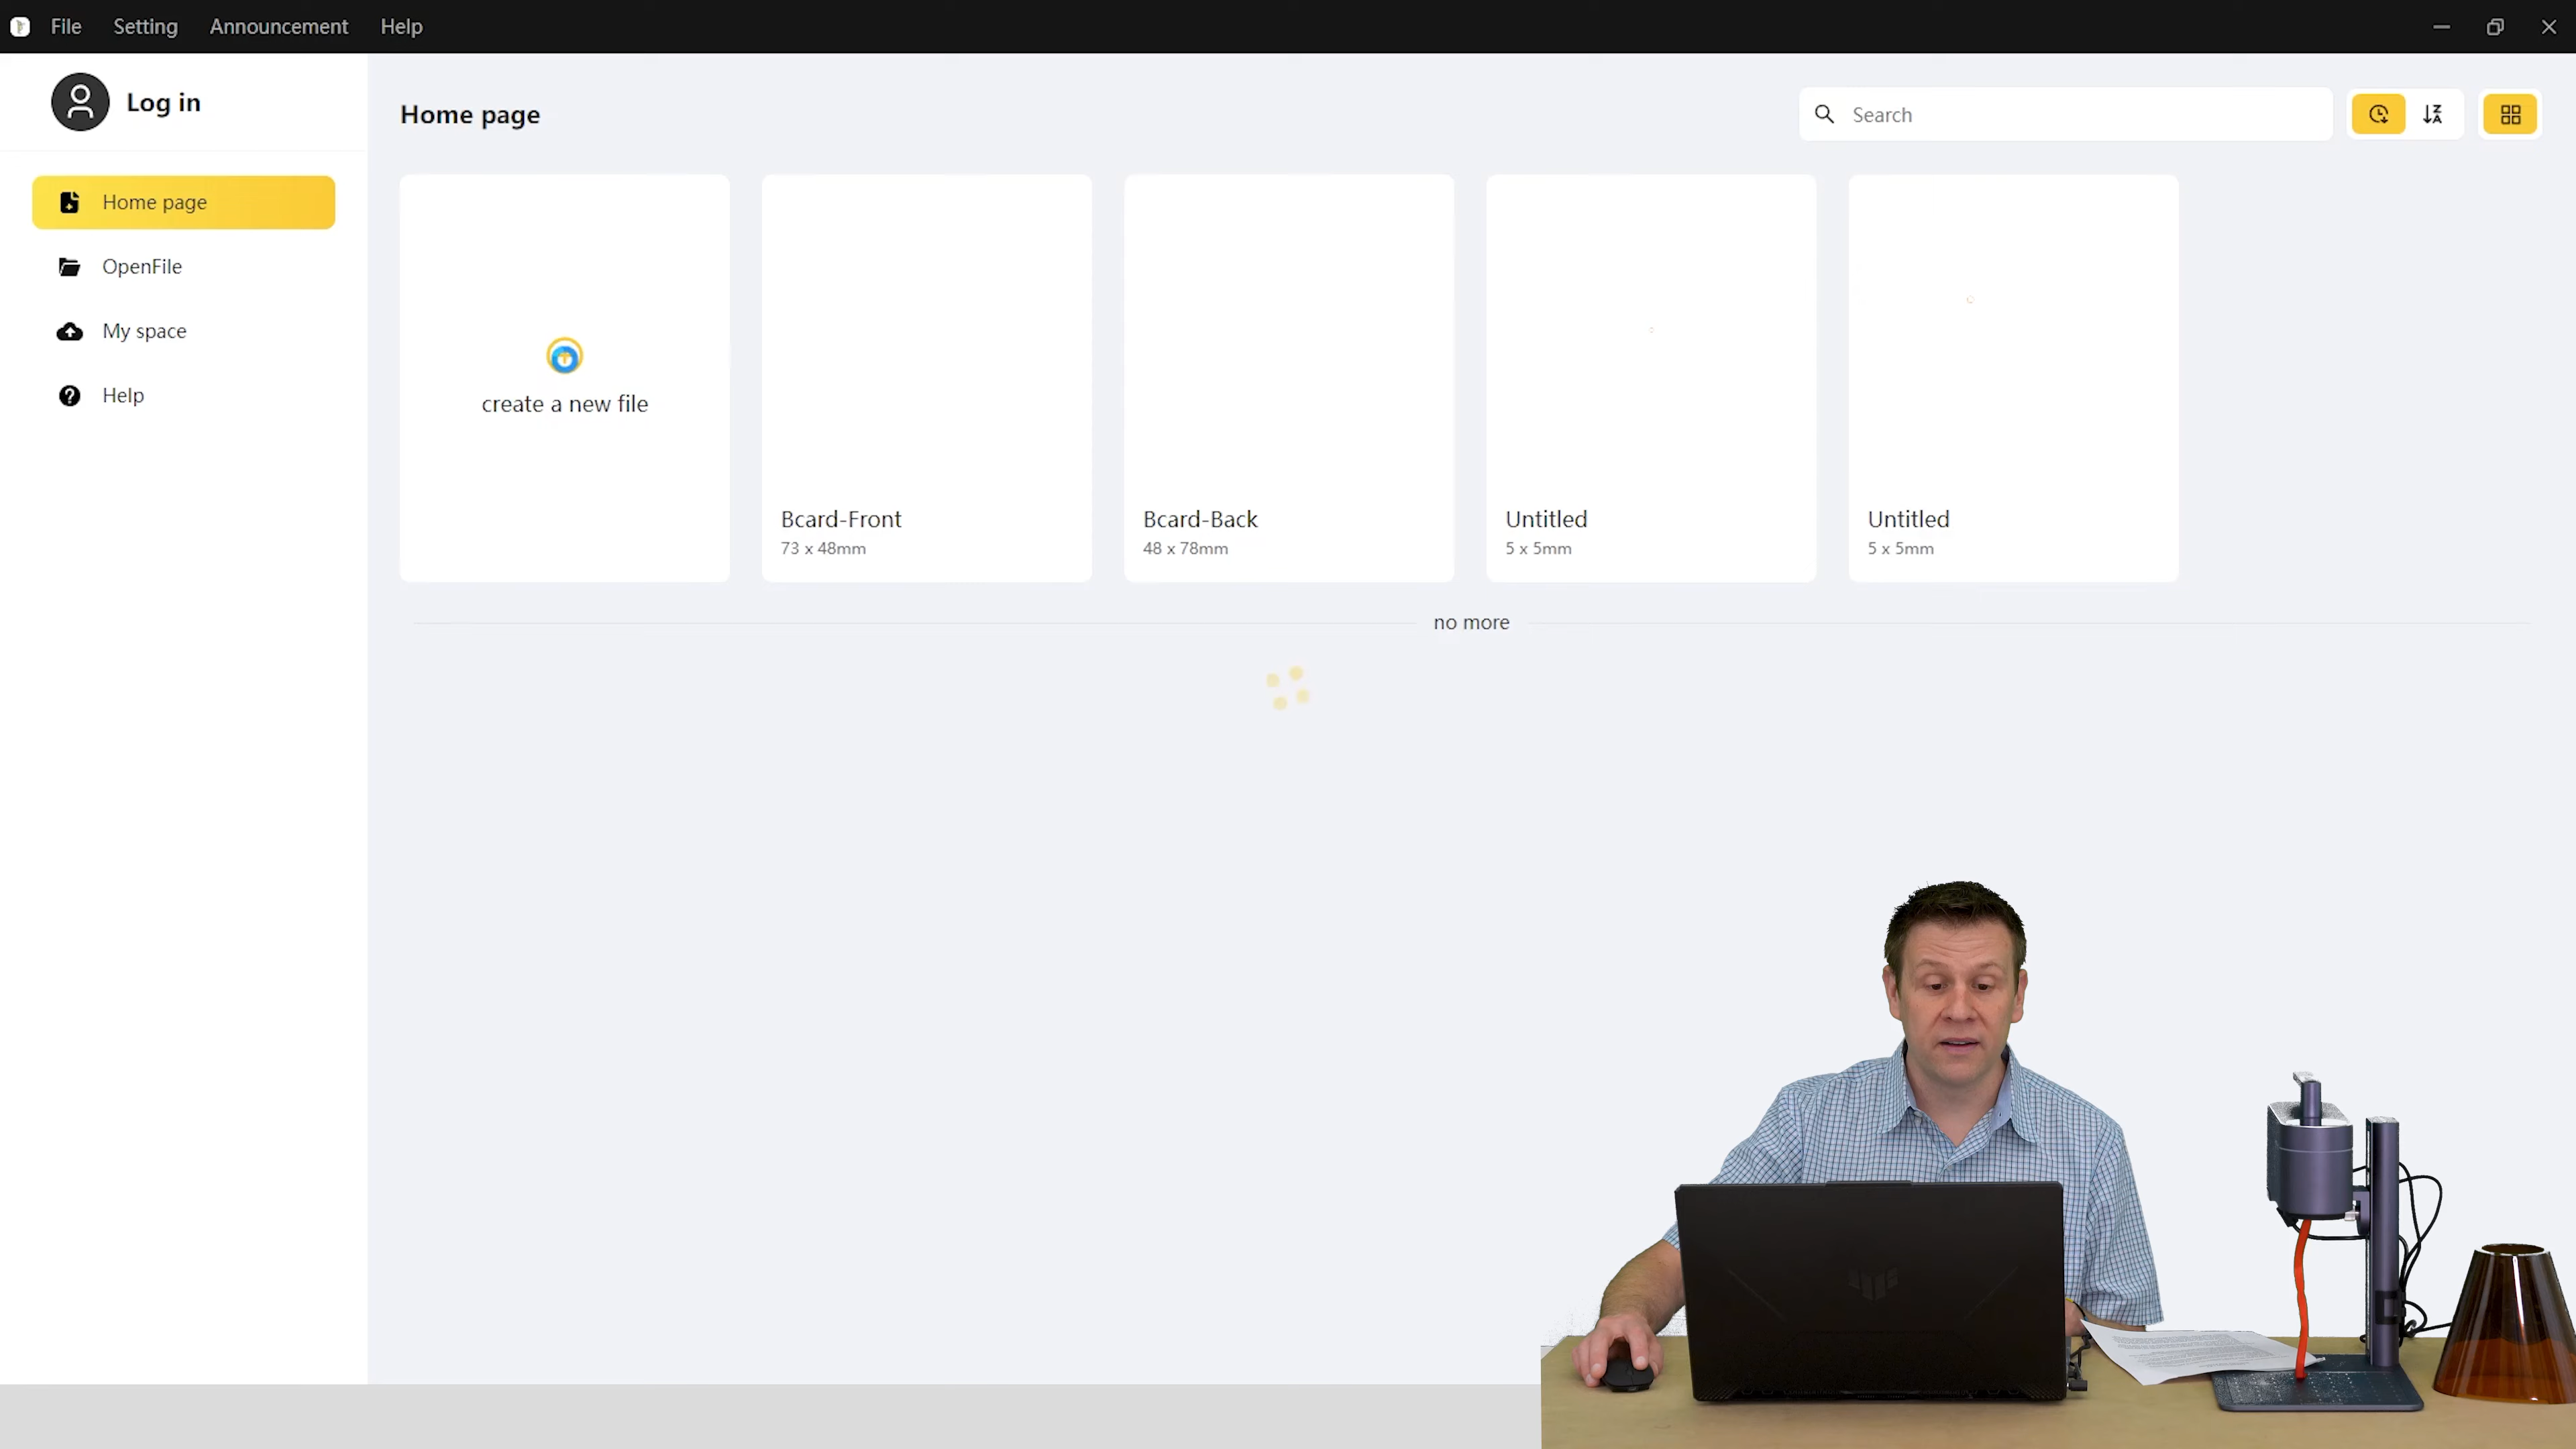 File Setting Announcement Help
Log in
Home page
Search
Home page
OpenFile
My space
Help
create a new file
Bcard-Front
73 x 48mm
Bcard-Back
48 x 78mm
Untitled
5 x 5mm
Untitled
5 x 5mm
no more